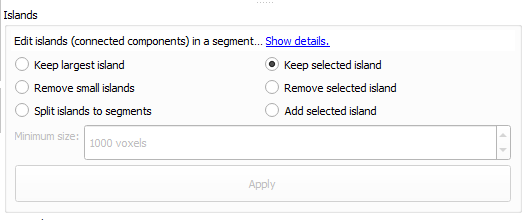 Islands
Edit islands (connected components) in a segment... Show details.
Keep largest island Keep selected island
Remove small islands Remove selected island
Split islands to segments Add selected island
Minimum size: 1000 voxels
Apply